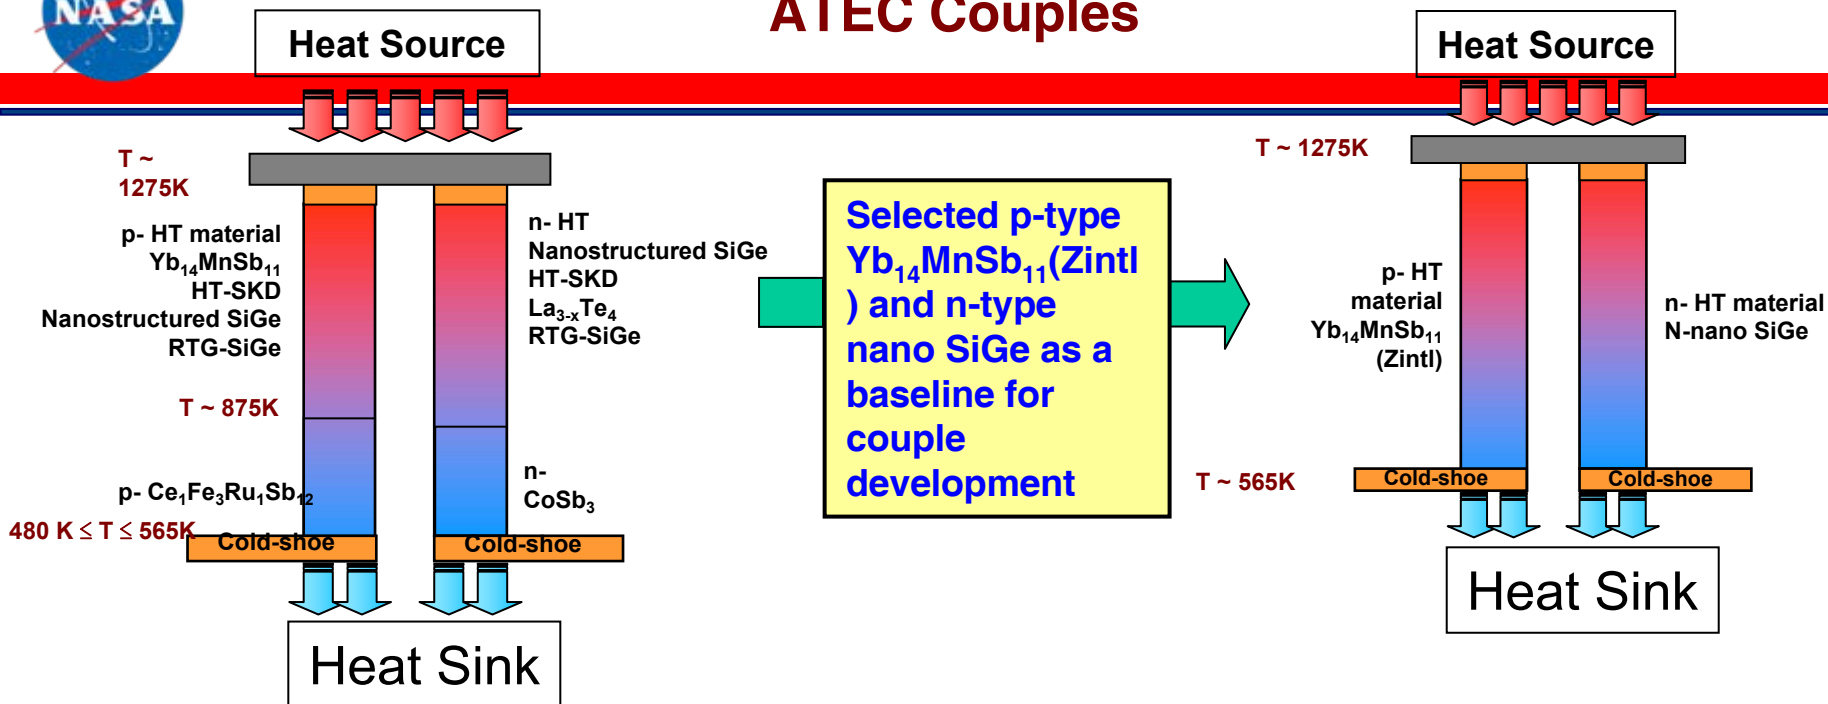 NASA
ATEC Couples
Heat Source
T ~
1275K
p- HT material
Yb14MnSb11
HT-SKD
Nanostructured SiGe
RTG-SiGe
n- HT
Nanostructured SiGe
HT-SKD
La3-xTe4
RTG-SiGe
T ~ 875K
p- Ce1Fe3Ru1Sb12
n-
CoSb3
480 K ≤ T ≤ 565K
Cold-shoe
Cold-shoe
Heat Sink
Selected p-type
Yb14MnSb11(Zintl
) and n-type
nano SiGe as a
baseline for
couple
development
Heat Source
T ~ 1275K
p- HT
material
Yb14MnSb11
(Zintl)
n- HT material
N-nano SiGe
T ~ 565K
Cold-shoe
Cold-shoe
Heat Sink